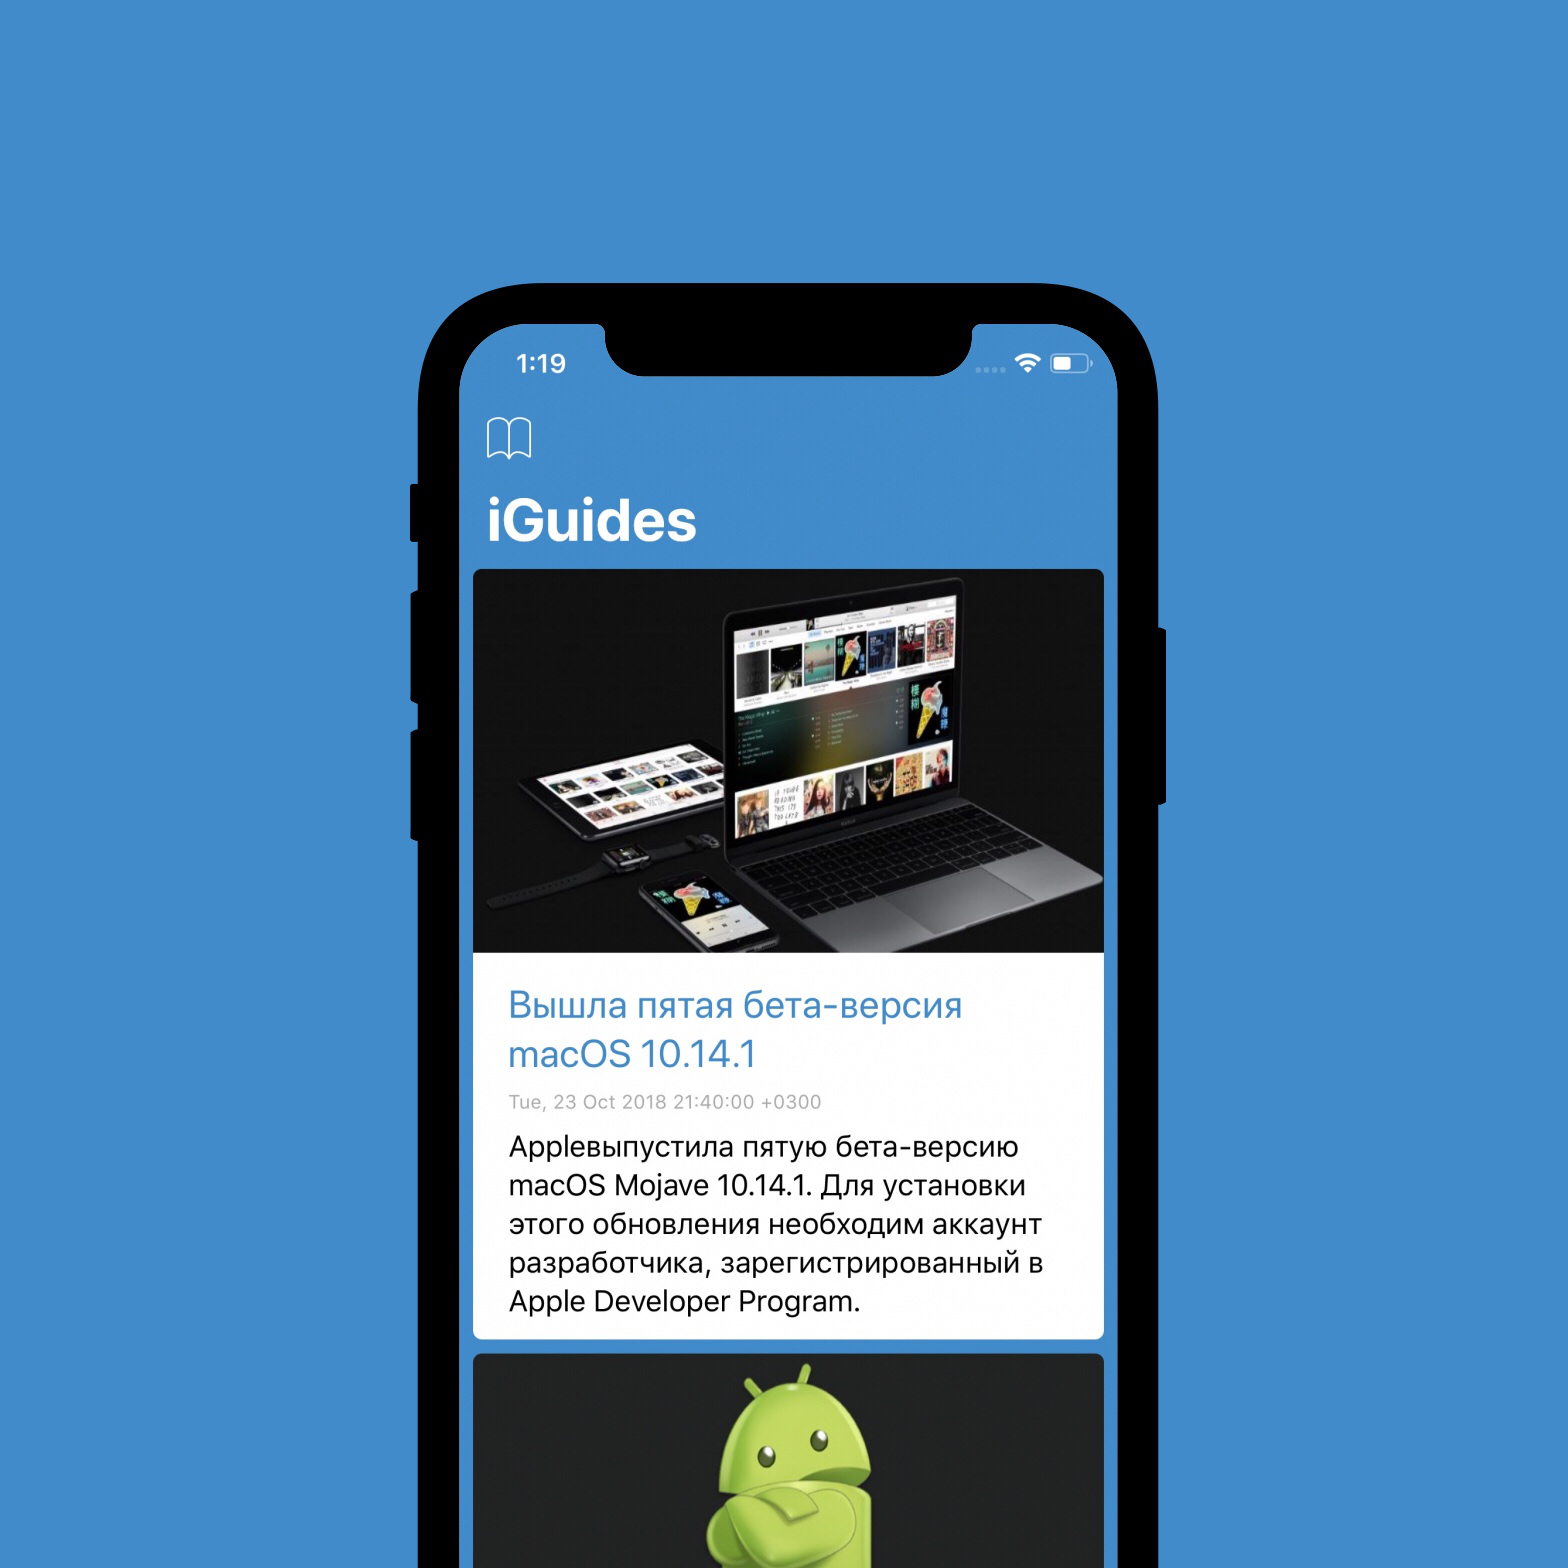 1:19
iGuides
Вышла пятая бета-версия
macOS 10.14.1
Tue, 23 Oct 2018 21:40:00 +0300
Appleвыпустила пятую бета-версию
macOS Mojave 10.14.1. Для установки
этого обновления необходим аккаунт
разработчика, зарегистрированный в
Apple Developer Program.